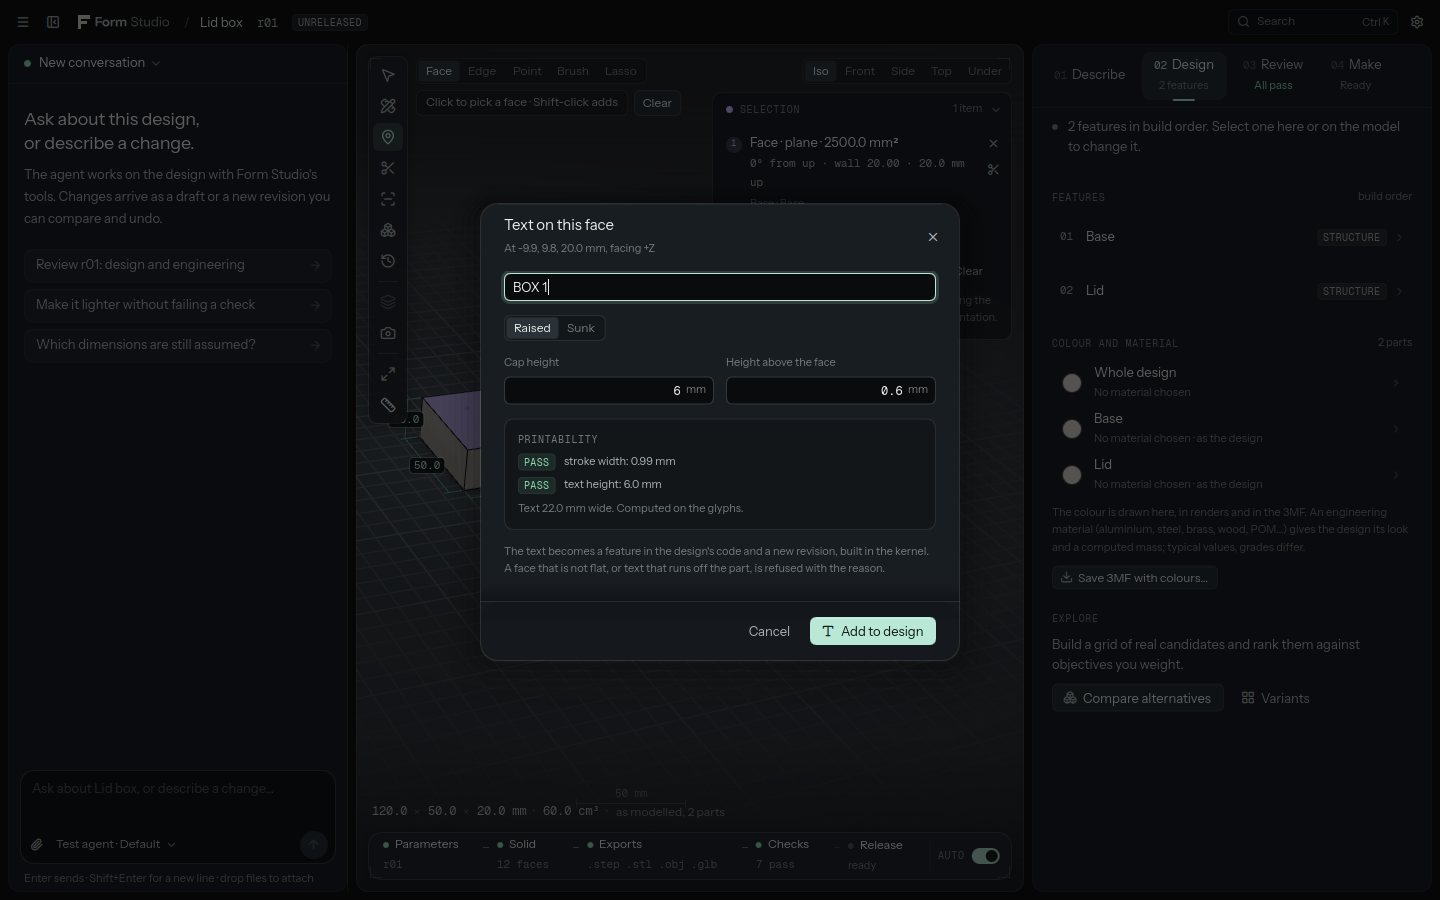 Form Studio / Lid box r01 UNRELEASED
Search Ctrl K
New conversation
Ask about this design,
or describe a change.
The agent works on the design with Form Studio's
tools. Changes arrive as a draft or a new revision you
can compare and undo.
Review r01: design and engineering
Make it lighter without failing a check
Which dimensions are still assumed?
Ask about Lid box, or describe a change...
Test agent · Default
Enter sends · Shift+Enter for a new line · drop files to attach
Face Edge Point Brush Lasso
Iso Front Side Top Under
Click to pick a face · Shift-click adds
Clear
SELECTION 1 item
1 Face · plane · 2500.0 mm²
0° from up · wall 20.00 · 20.0 mm
up
50.0
Text on this face
At -9.9, 9.8, 20.0 mm, facing +Z
BOX 1
Raised Sunk
Cap height Height above the face
6 mm 0.6 mm
PRINTABILITY
PASS stroke width: 0.99 mm
PASS text height: 6.0 mm
Text 22.0 mm wide. Computed on the glyphs.
The text becomes a feature in the design's code and a new revision, built in the kernel.
A face that is not flat, or text that runs off the part, is refused with the reason.
Cancel Add to design
50 mm
120.0 × 50.0 × 20.0 mm · 60.0 cm³ · as modelled, 2 parts
Parameters Solid Exports Checks Release
r01 12 faces .step .stl .obj .glb 7 pass ready
AUTO
01 Describe 02 Design 03 Review 04 Make
2 features All pass Ready
2 features in build order. Select one here or on the model
to change it.
FEATURES build order
01 Base STRUCTURE
02 Lid STRUCTURE
COLOUR AND MATERIAL 2 parts
Whole design
No material chosen
Base
No material chosen · as the design
Lid
No material chosen · as the design
The colour is drawn here, in renders and in the 3MF. An engineering
material (aluminium, steel, brass, wood, POM...) gives the design its look
and a computed mass; typical values, grades differ.
Save 3MF with colours...
EXPLORE
Build a grid of real candidates and rank them against
objectives you weight.
Compare alternatives Variants